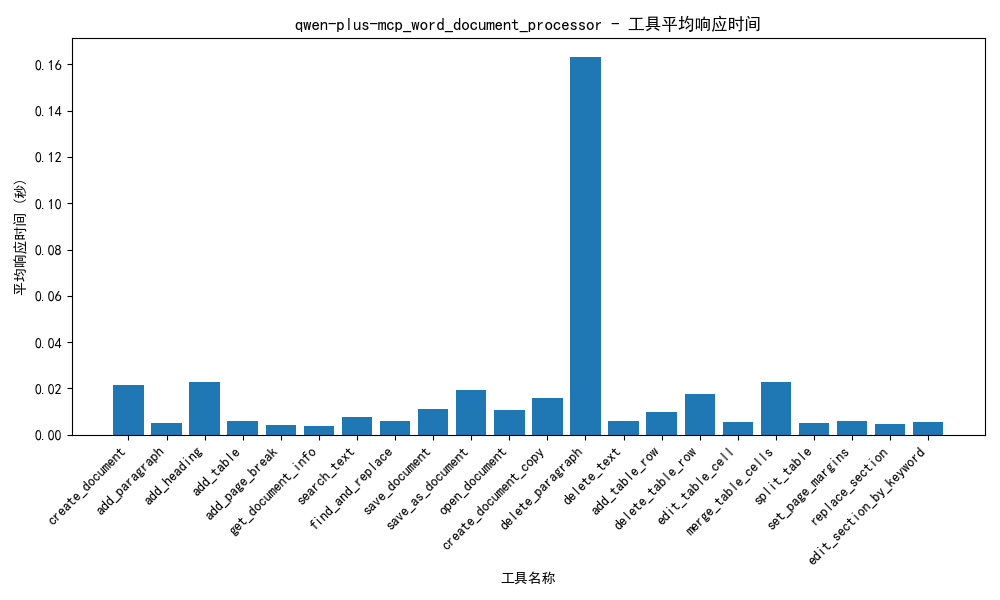 qwen-plus-mcp_word_document_processor - 工具平均响应时间
平均响应时间 (秒)
0.16
0.14
0.12
0.10
0.08
0.06
0.04
0.02
0.00
create_document
add_paragraph
add_heading
add_table
add_page_break
get_document_info
search_text
find_and_replace
save_document
save_as_document
open_document
create_document_copy
delete_paragraph
delete_text
add_table_row
delete_table_row
edit_table_cell
merge_table_cells
split_table
set_page_margins
replace_section
edit_section_by_keyword
工具名称